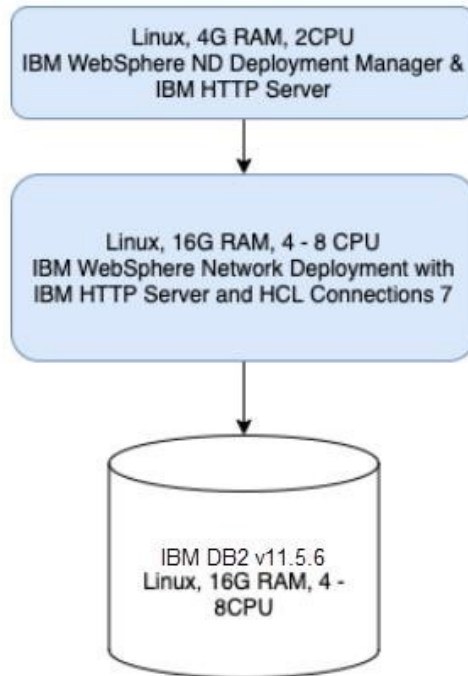 Linux, 4G RAM, 2CPU
IBM WebSphere ND Deployment Manager &
IBM HTTP Server
Linux, 16G RAM, 4 - 8 CPU
IBM WebSphere Network Deployment with
IBM HTTP Server and HCL Connections 7
IBM DB2 v11.5.6
Linux, 16G RAM, 4 -
8CPU